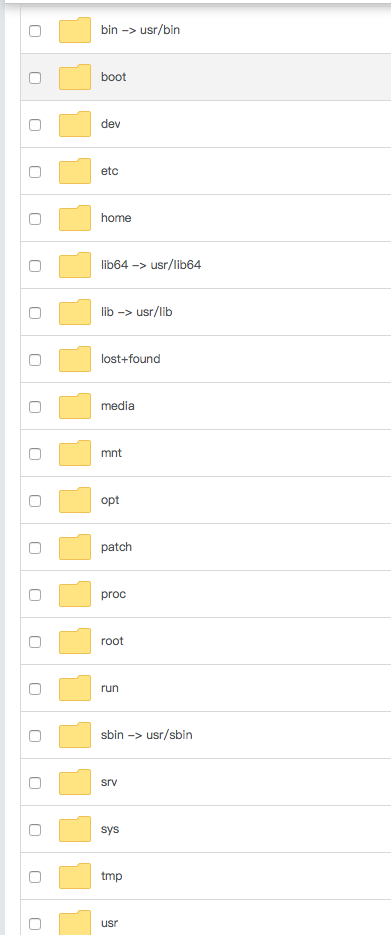 bin -> usr/bin
boot
dev
etc
home
lib64 -> usr/lib64
lib -> usr/lib
lost+found
media
mnt
opt
patch
proc
root
run
sbin -> usr/sbin
srv
sys
tmp
usr